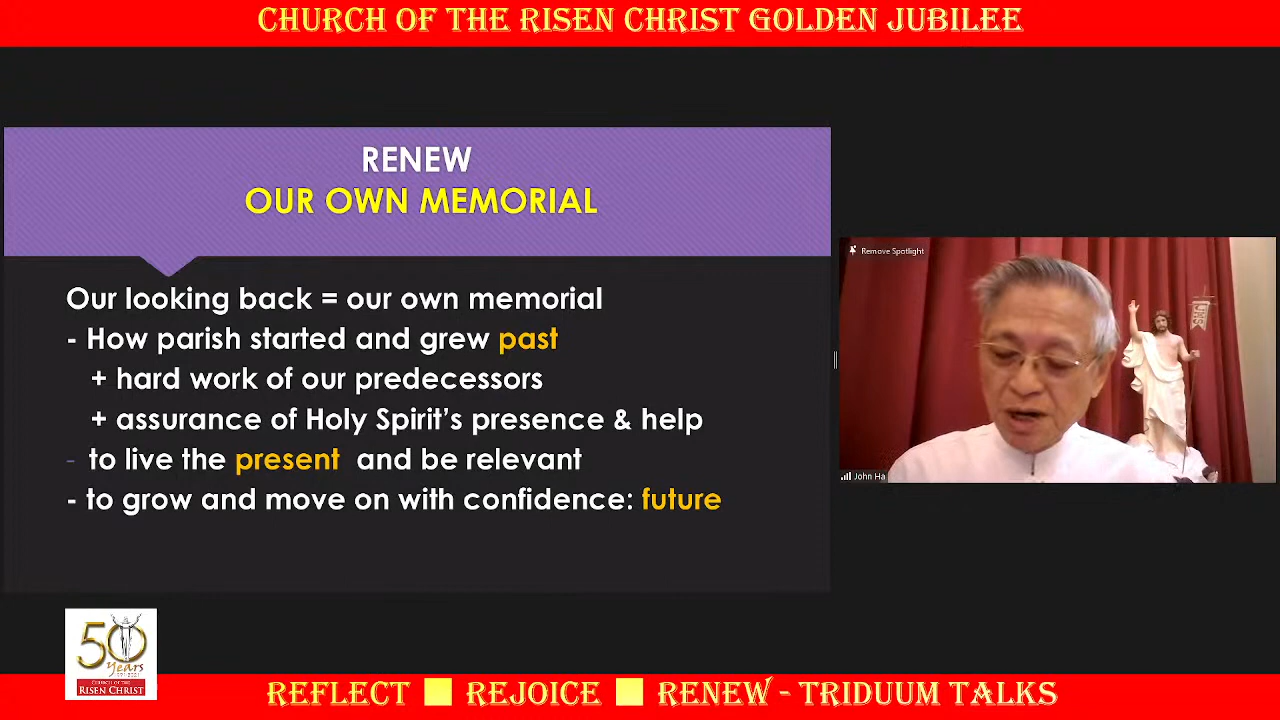 CHURCH OF THE RISEN CHRIST GOLDEN JUBILEE
RENEW
OUR OWN MEMORIAL
Our looking back = our own memorial
- How parish started and grew past
+ hard work of our predecessors
+ assurance of Holy Spirit's presence & help
- to live the present and be relevant
- to grow and move on with confidence: future
Remove Spotlight
John Ha
50
Years
CHURCH OF THE
RISEN CHRIST
REFLECT REJOICE RENEW - TRIDUUM TALKS